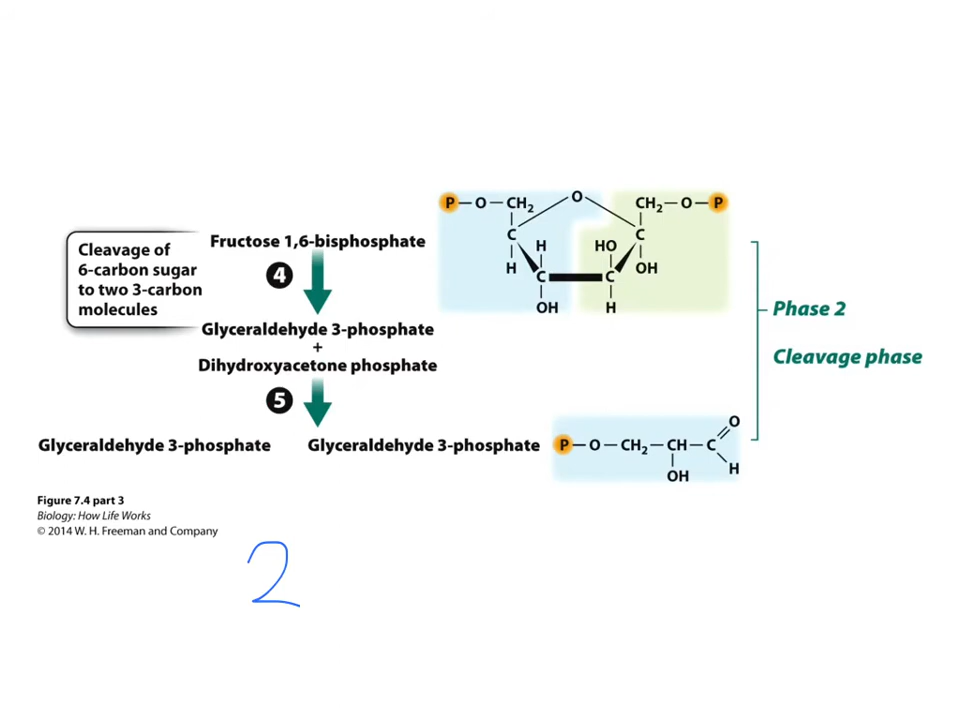 P—O—CH₂
O
CH₂—O—P
C
H
H
C
OH
HO
C
H
C
OH
Cleavage of
6-carbon sugar
to two 3-carbon
molecules
Fructose 1,6-bisphosphate
4
Glyceraldehyde 3-phosphate
+
Dihydroxyacetone phosphate
5
Glyceraldehyde 3-phosphate
Glyceraldehyde 3-phosphate
P—O—CH₂—CH—C
O
OH
H
Phase 2
Cleavage phase
Figure 7.4 part 3
Biology: How Life Works
© 2014 W. H. Freeman and Company
2